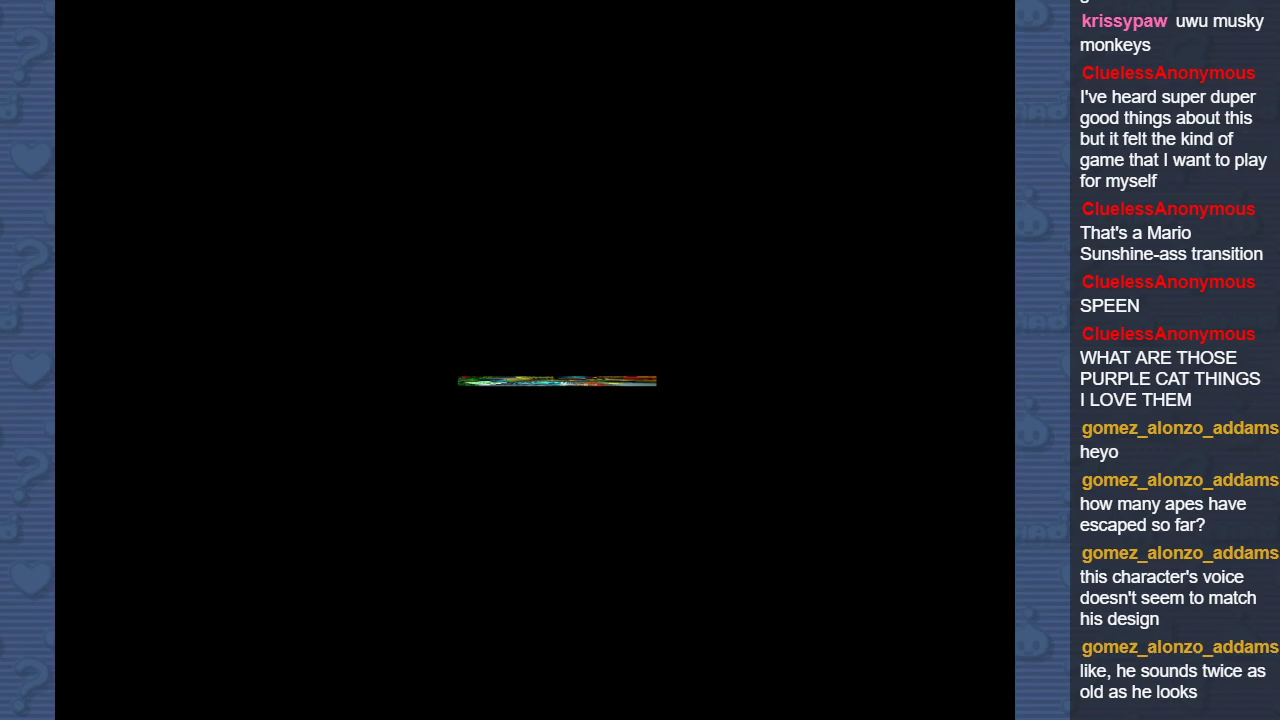 krissypaw uwu musky
monkeys
CluelessAnonymous
I've heard super duper
good things about this
but it felt the kind of
game that I want to play
for myself
CluelessAnonymous
That's a Mario
Sunshine-ass transition
CluelessAnonymous
SPEEN
CluelessAnonymous
WHAT ARE THOSE
PURPLE CAT THINGS
I LOVE THEM
gomez_alonzo_addams
heyo
gomez_alonzo_addams
how many apes have
escaped so far?
gomez_alonzo_addams
this character's voice
doesn't seem to match
his design
gomez_alonzo_addams
like, he sounds twice as
old as he looks